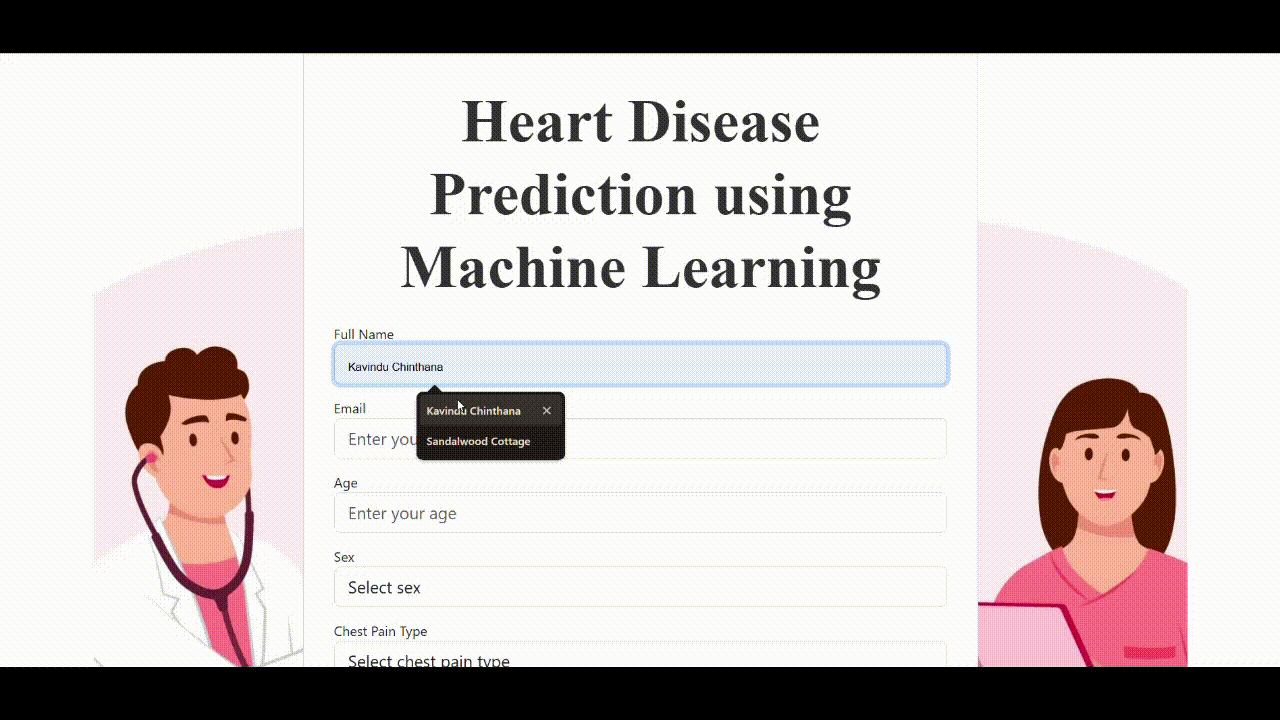 Heart Disease
Prediction using
Machine Learning
Full Name
Kavindu Chinthana
Kavindu Chinthana ×
Sandalwood Cottage
Email
Enter you
Age
Enter your age
Sex
Select sex
Chest Pain Type
Select chest pain type